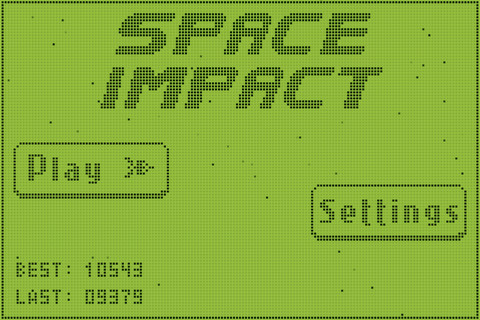 SPACE
IMPACT
Play
Settings
BEST: 10543
LAST: 09379